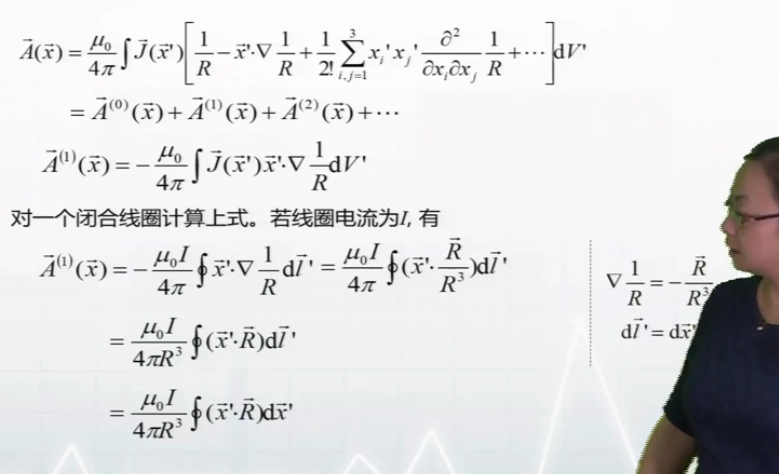 $\vec{A}(\vec{x}) = \frac{\mu_0}{4\pi}\int \vec{J}(\vec{x}')\left[\frac{1}{R} - \vec{x}'\cdot\nabla\frac{1}{R} + \frac{1}{2!}\sum_{i,j=1}^{3} x_i' x_j' \frac{\partial^2}{\partial x_i \partial x_j}\frac{1}{R} + \cdots\right]\mathrm{d}V'$
$= \vec{A}^{(0)}(\vec{x}) + \vec{A}^{(1)}(\vec{x}) + \vec{A}^{(2)}(\vec{x}) + \cdots$
$\vec{A}^{(1)}(\vec{x}) = -\frac{\mu_0}{4\pi}\int \vec{J}(\vec{x}')\vec{x}'\cdot\nabla\frac{1}{R}\mathrm{d}V'$
对一个闭合线圈计算上式。若线圈电流为I, 有
$\vec{A}^{(1)}(\vec{x}) = -\frac{\mu_0 I}{4\pi}\oint \vec{x}'\cdot\nabla\frac{1}{R}\mathrm{d}\vec{l}' = \frac{\mu_0 I}{4\pi}\oint (\vec{x}'\cdot\frac{\vec{R}}{R^3})\mathrm{d}\vec{l}'$
$= \frac{\mu_0 I}{4\pi R^3}\oint (\vec{x}'\cdot\vec{R})\mathrm{d}\vec{l}'$
$= \frac{\mu_0 I}{4\pi R^3}\oint (\vec{x}'\cdot\vec{R})\mathrm{d}\vec{x}'$
$\nabla\frac{1}{R} = -\frac{\vec{R}}{R^3}$
$\mathrm{d}\vec{l}' = \mathrm{d}\vec{x}'$